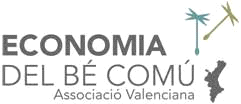 ECONOMIA
DEL BÉ COMÚ
Associació Valenciana